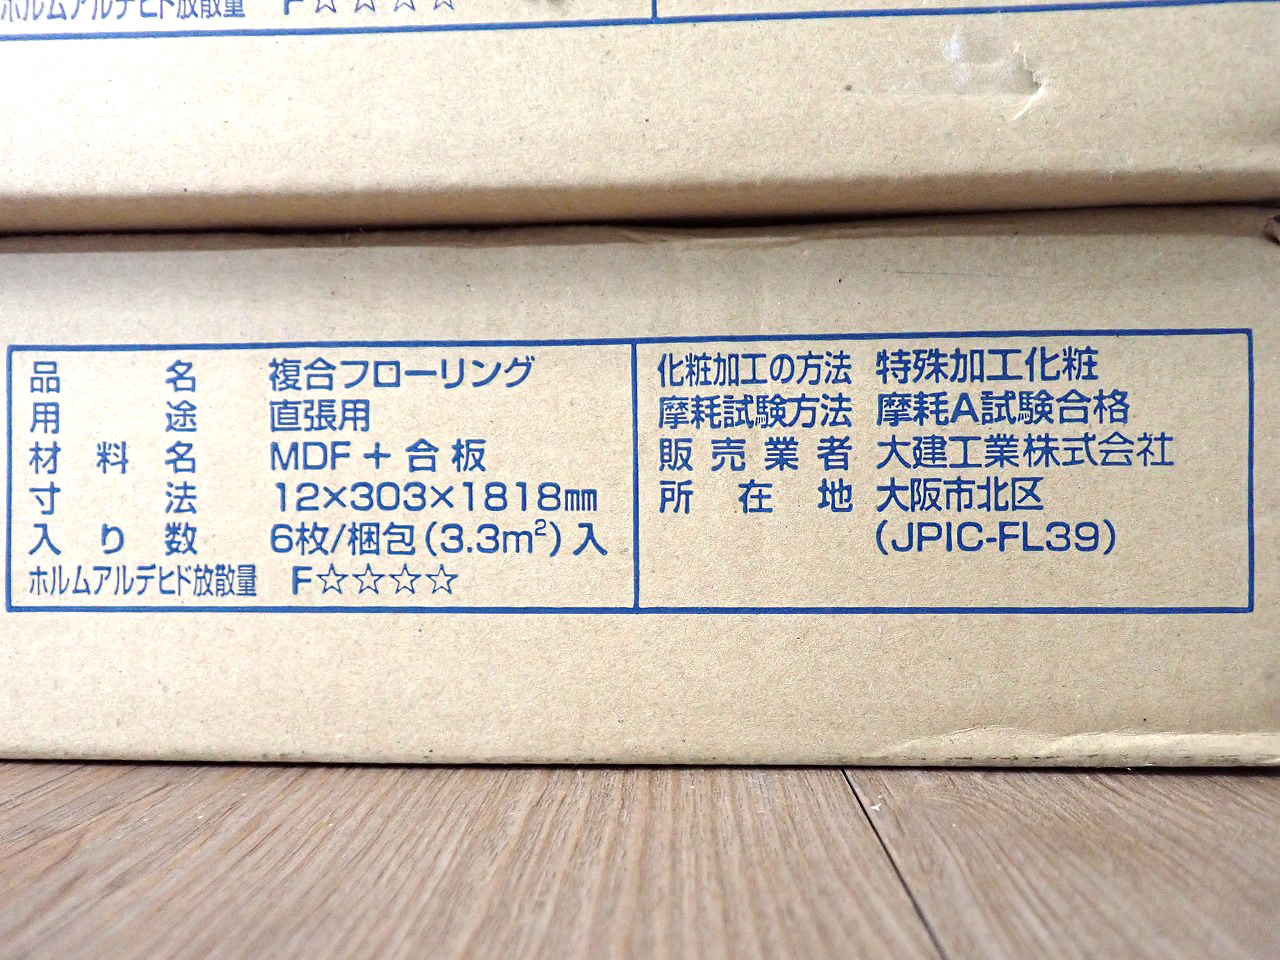 ホルムアルデヒド放散量 F☆☆☆☆
品名 複合フローリング
用途 直張用
材料名 MDF+合板
寸法 12×303×1818㎜
入り数 6枚/梱包(3.3m²)入
ホルムアルデヒド放散量 F☆☆☆☆
化粧加工の方法 特殊加工化粧
摩耗試験方法 摩耗A試験合格
販売業者 大建工業株式会社
所在地 大阪市北区
(JPIC-FL39)